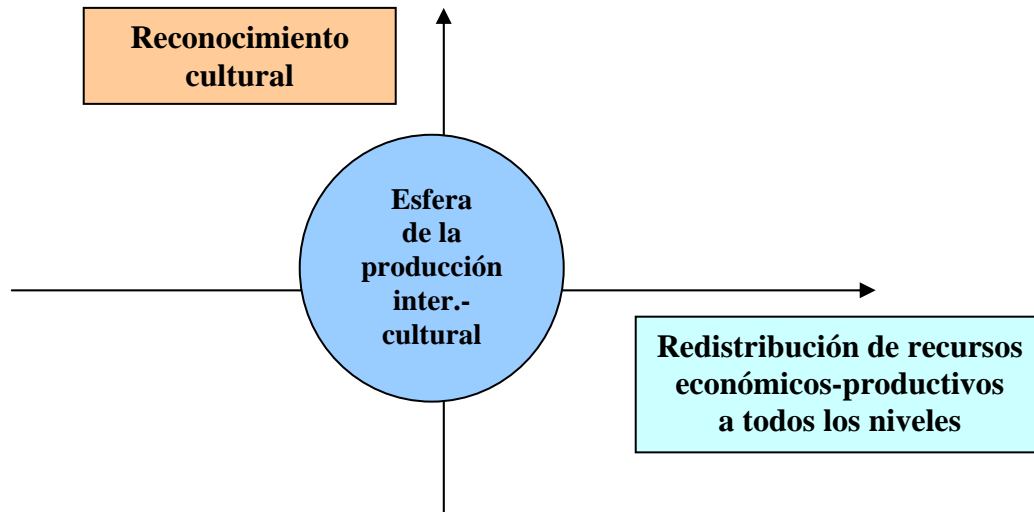 Reconocimiento
cultural
Esfera
de la
producción
inter.-
cultural
Redistribución de recursos
económicos-productivos
a todos los niveles